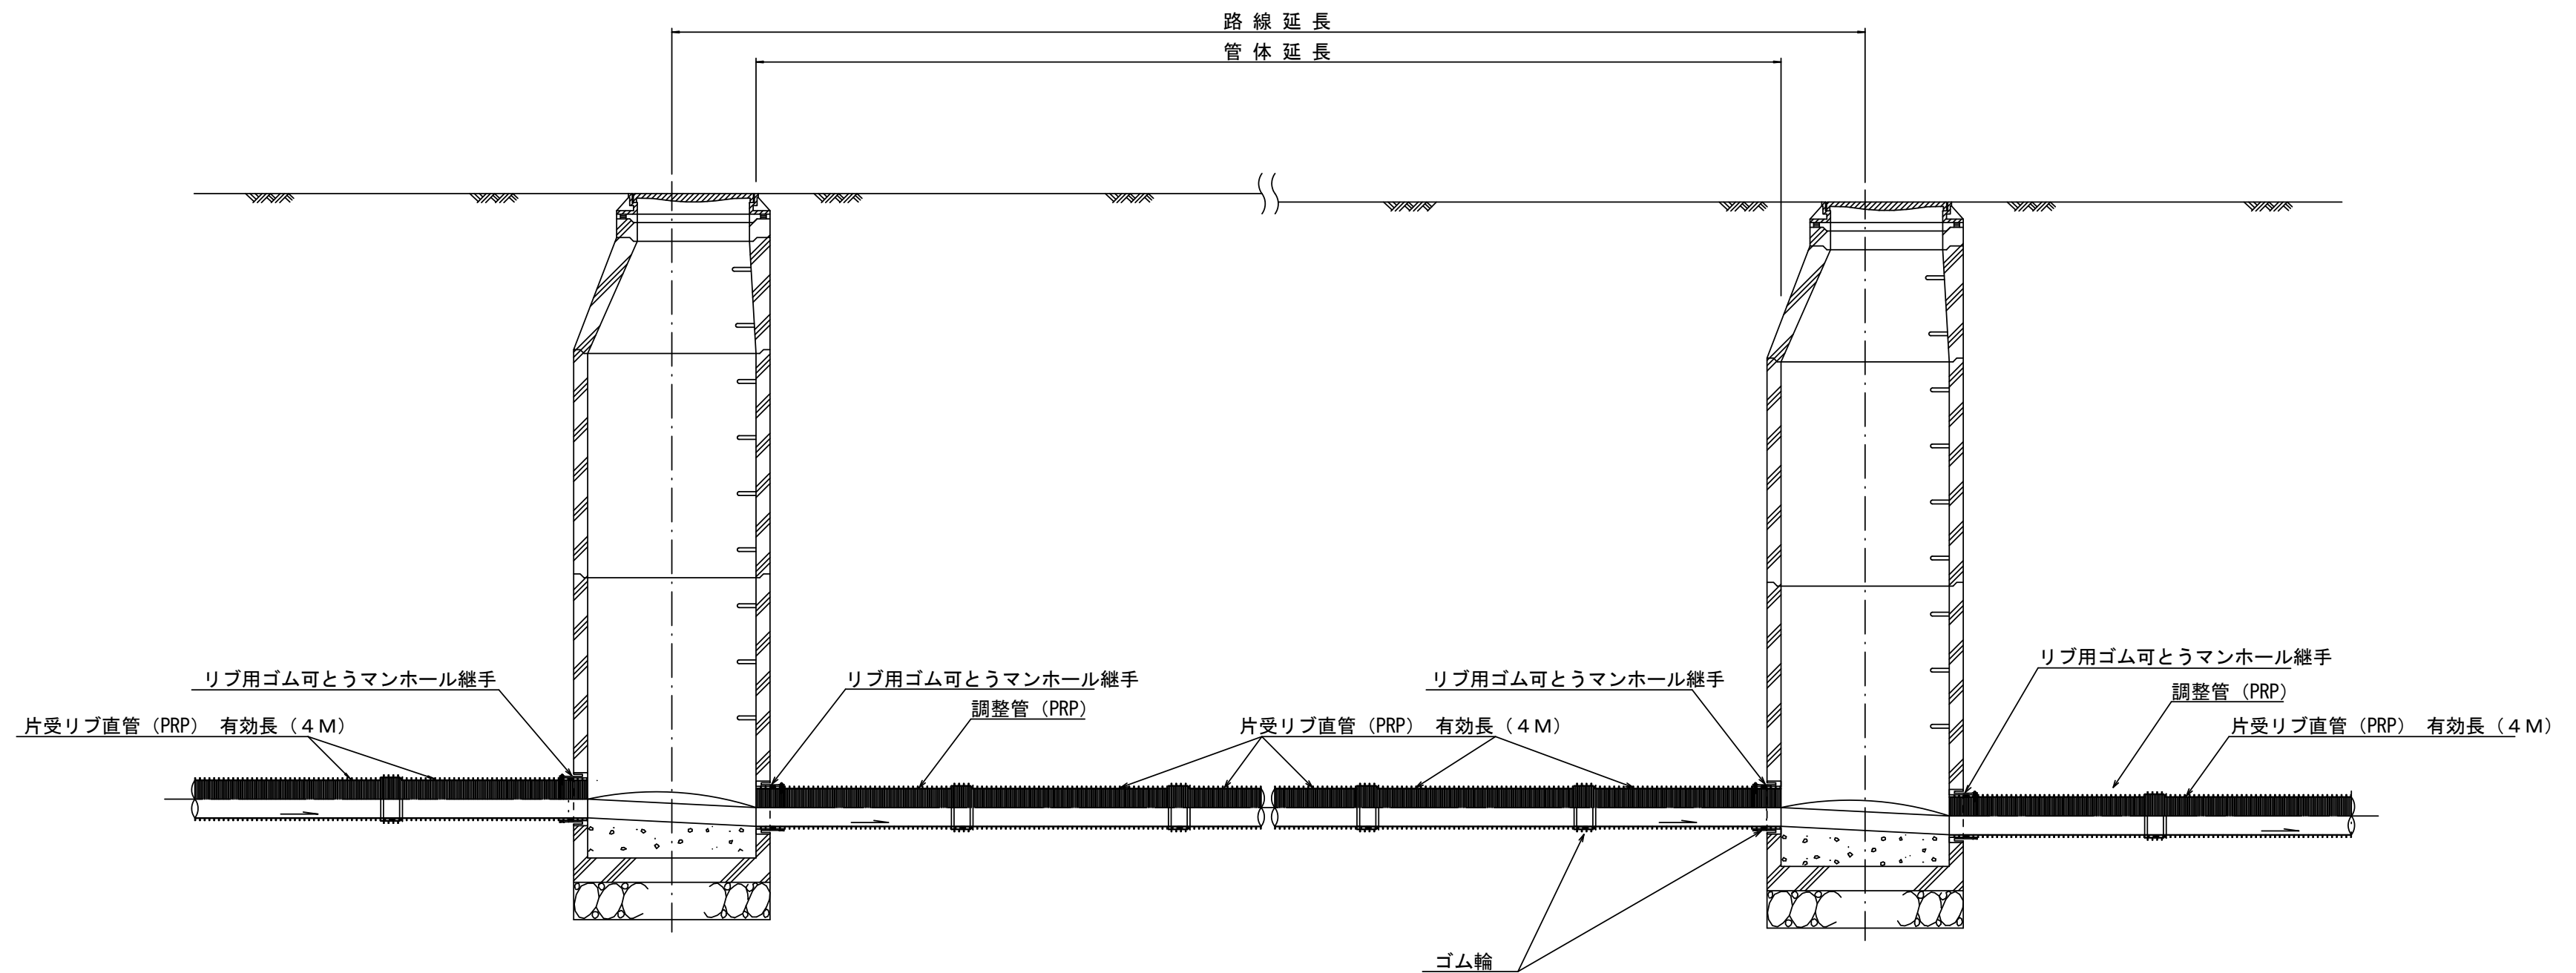 路線延長
管体延長
リブ用ゴム可とうマンホール継手
リブ用ゴム可とうマンホール継手
リブ用ゴム可とうマンホール継手
リブ用ゴム可とうマンホール継手
調整管（PRP）
調整管（PRP）
片受リブ直管（PRP） 有効長（４Ｍ）
片受リブ直管（PRP） 有効長（４Ｍ）
片受リブ直管（PRP） 有効長（４Ｍ）
ゴム輪